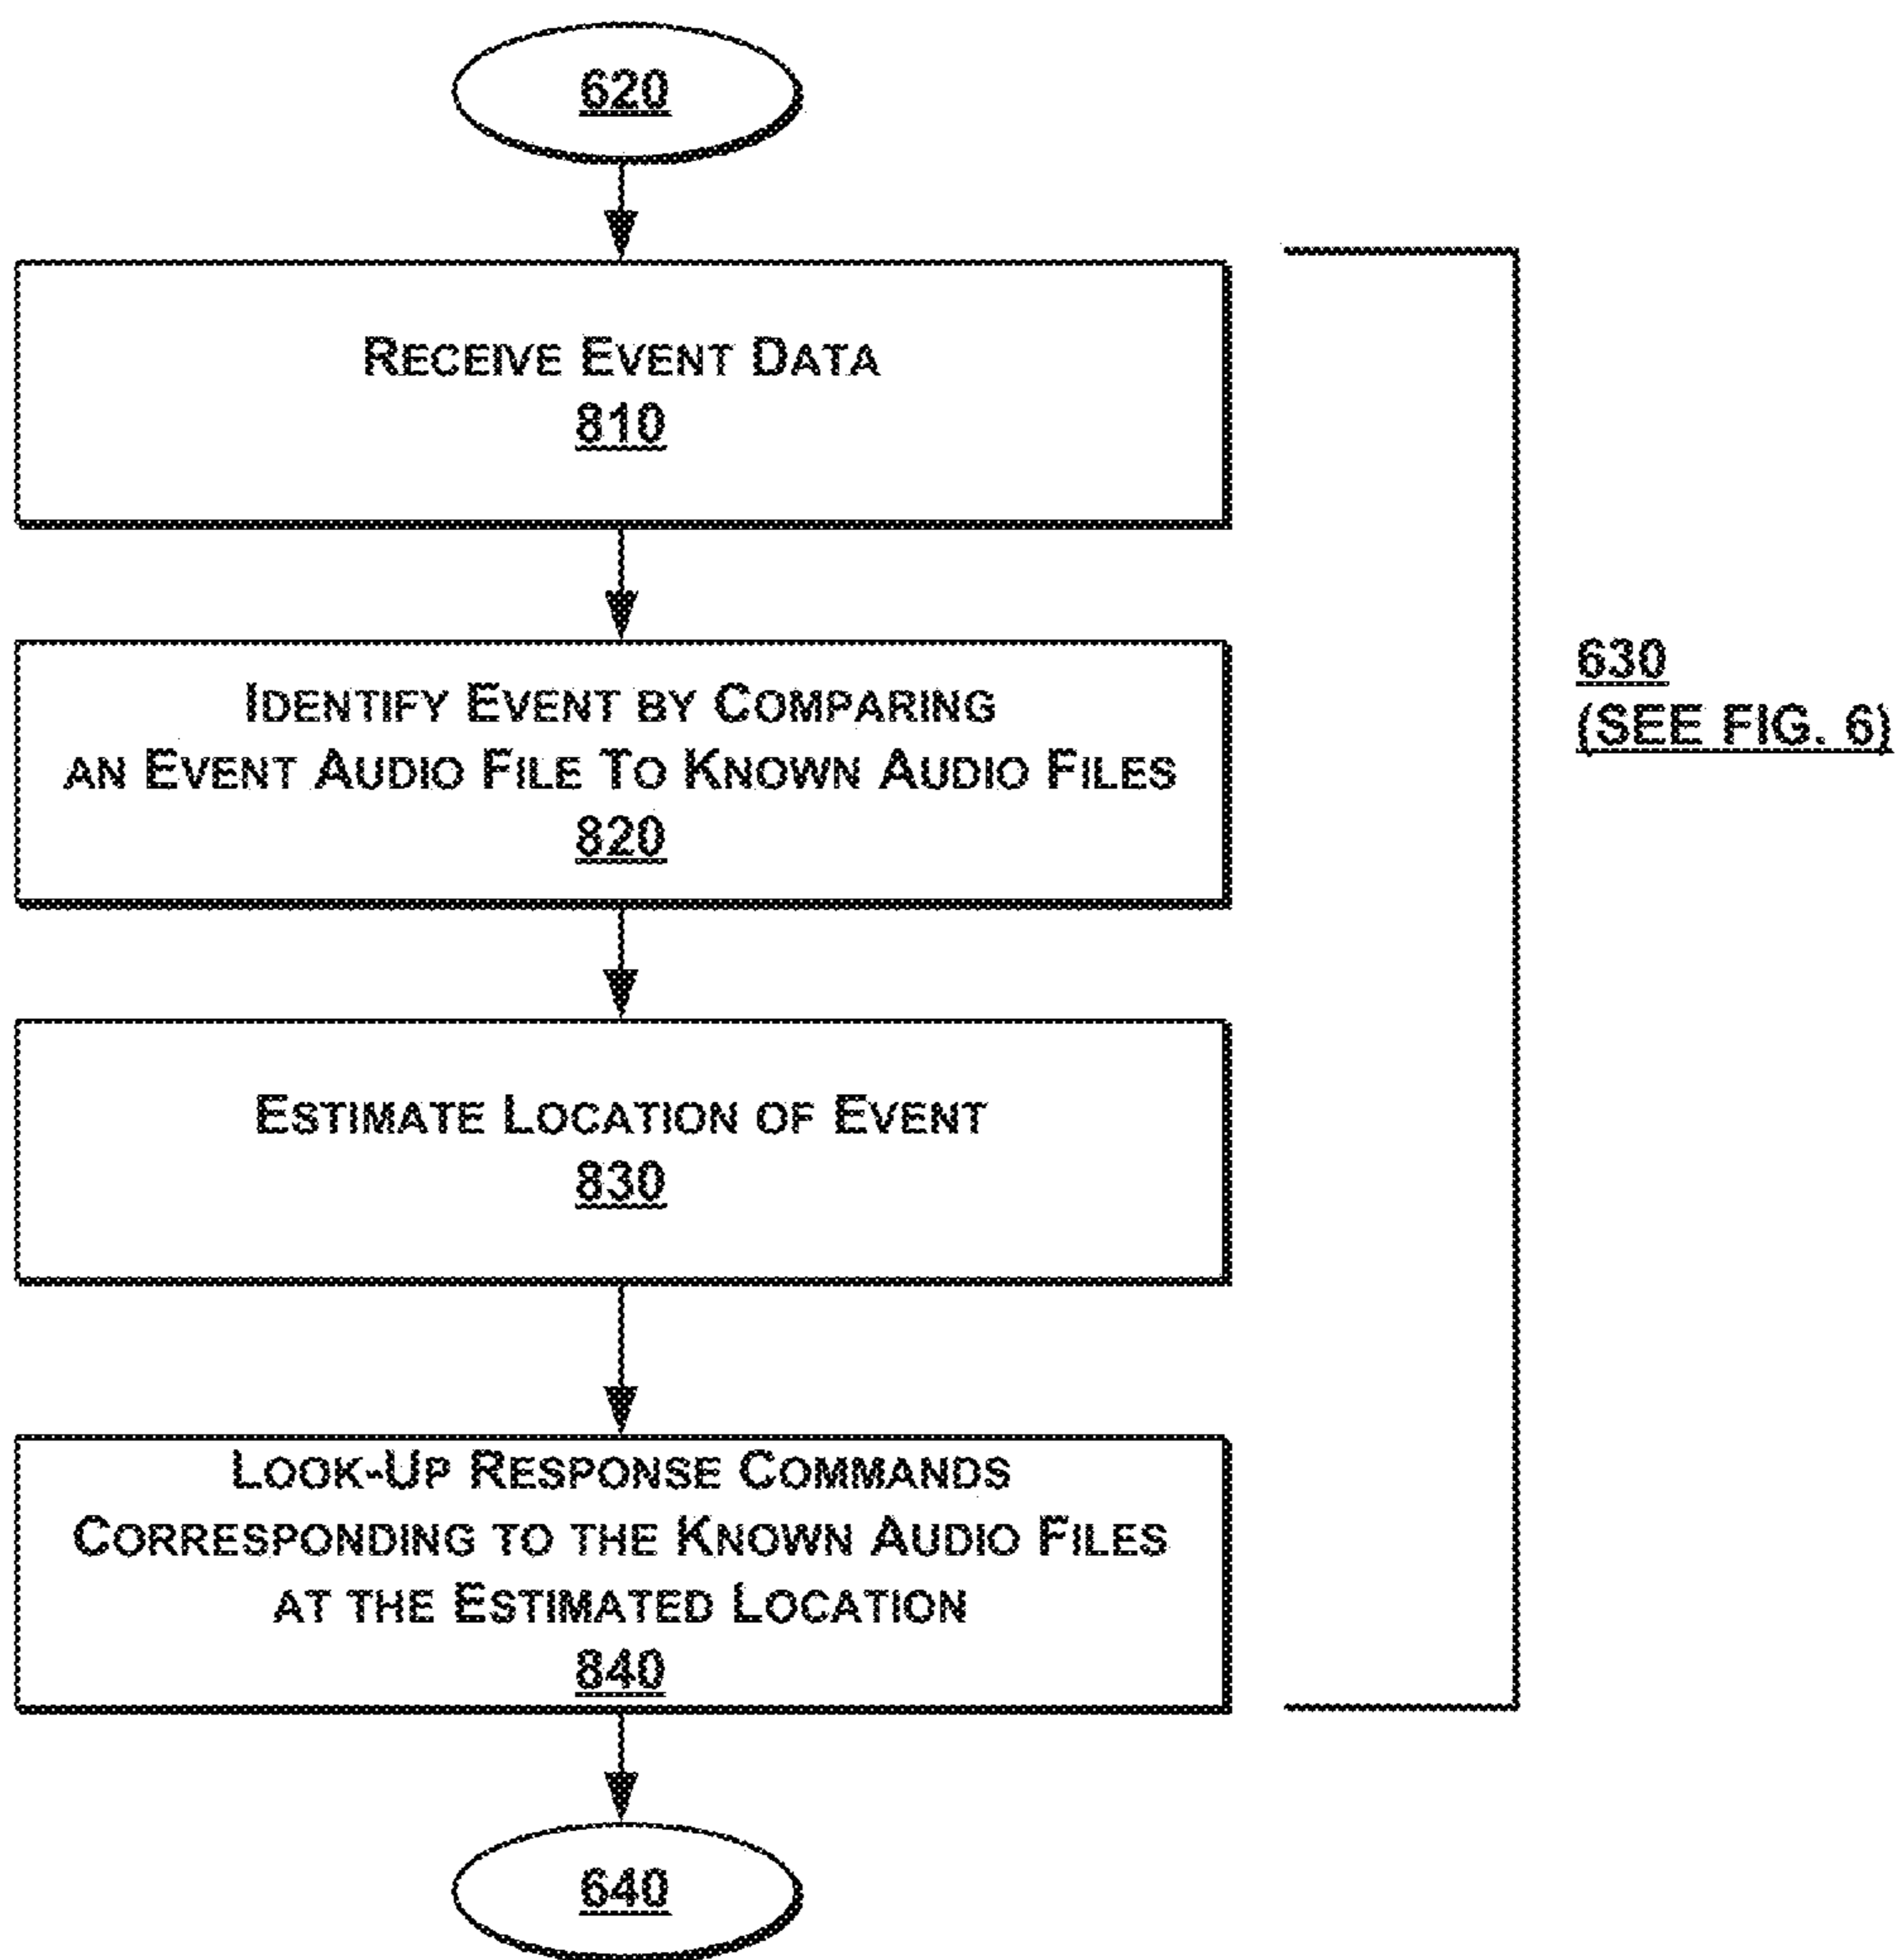 620
RECEIVE EVENT DATA
810
IDENTIFY EVENT BY COMPARING
AN EVENT AUDIO FILE TO KNOWN AUDIO FILES
820
630
(SEE FIG. 6)
ESTIMATE LOCATION OF EVENT
830
LOOK-UP RESPONSE COMMANDS
CORRESPONDING TO THE KNOWN AUDIO FILES
AT THE ESTIMATED LOCATION
840
640